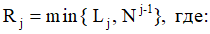 R_j = min{ L_j, N^{j-1}}, где: